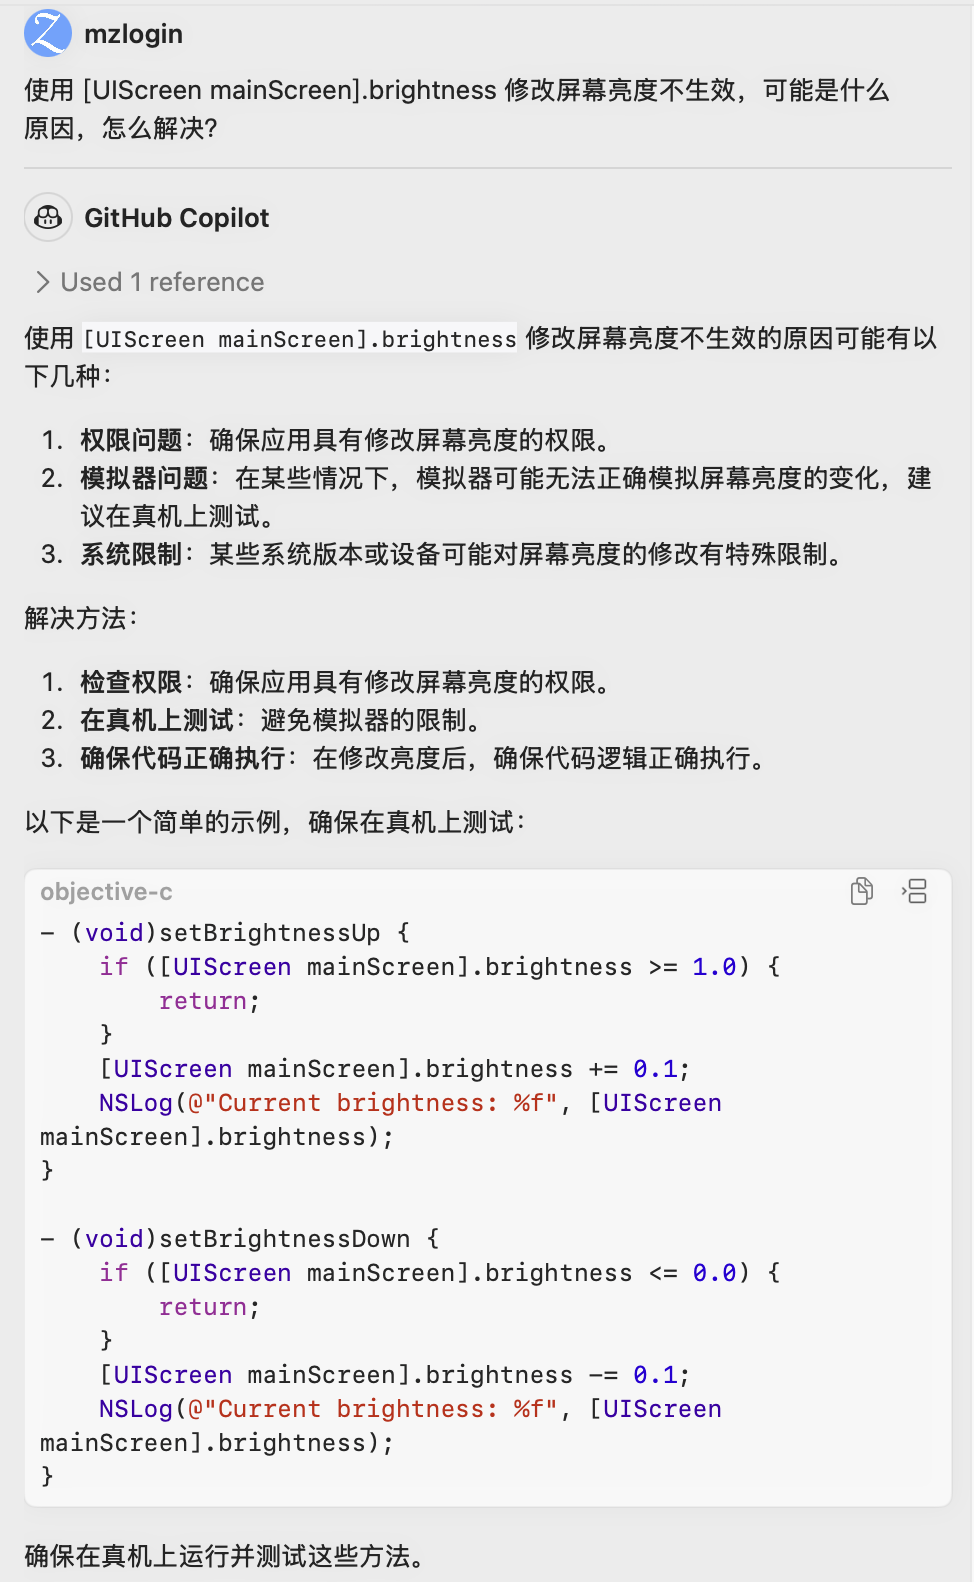 mzlogin
使用 [UIScreen mainScreen].brightness 修改屏幕亮度不生效，可能是什么
原因，怎么解决？
GitHub Copilot
Used 1 reference
使用 [UIScreen mainScreen].brightness 修改屏幕亮度不生效的原因可能有以
下几种：
1. 权限问题：确保应用具有修改屏幕亮度的权限。
2. 模拟器问题：在某些情况下，模拟器可能无法正确模拟屏幕亮度的变化，建
议在真机上测试。
3. 系统限制：某些系统版本或设备可能对屏幕亮度的修改有特殊限制。
解决方法：
1. 检查权限：确保应用具有修改屏幕亮度的权限。
2. 在真机上测试：避免模拟器的限制。
3. 确保代码正确执行：在修改亮度后，确保代码逻辑正确执行。
以下是一个简单的示例，确保在真机上测试：
objective-c
- (void)setBrightnessUp {
    if ([UIScreen mainScreen].brightness >= 1.0) {
        return;
    }
    [UIScreen mainScreen].brightness += 0.1;
    NSLog(@"Current brightness: %f", [UIScreen
mainScreen].brightness);
}
- (void)setBrightnessDown {
    if ([UIScreen mainScreen].brightness <= 0.0) {
        return;
    }
    [UIScreen mainScreen].brightness -= 0.1;
    NSLog(@"Current brightness: %f", [UIScreen
mainScreen].brightness);
}
确保在真机上运行并测试这些方法。